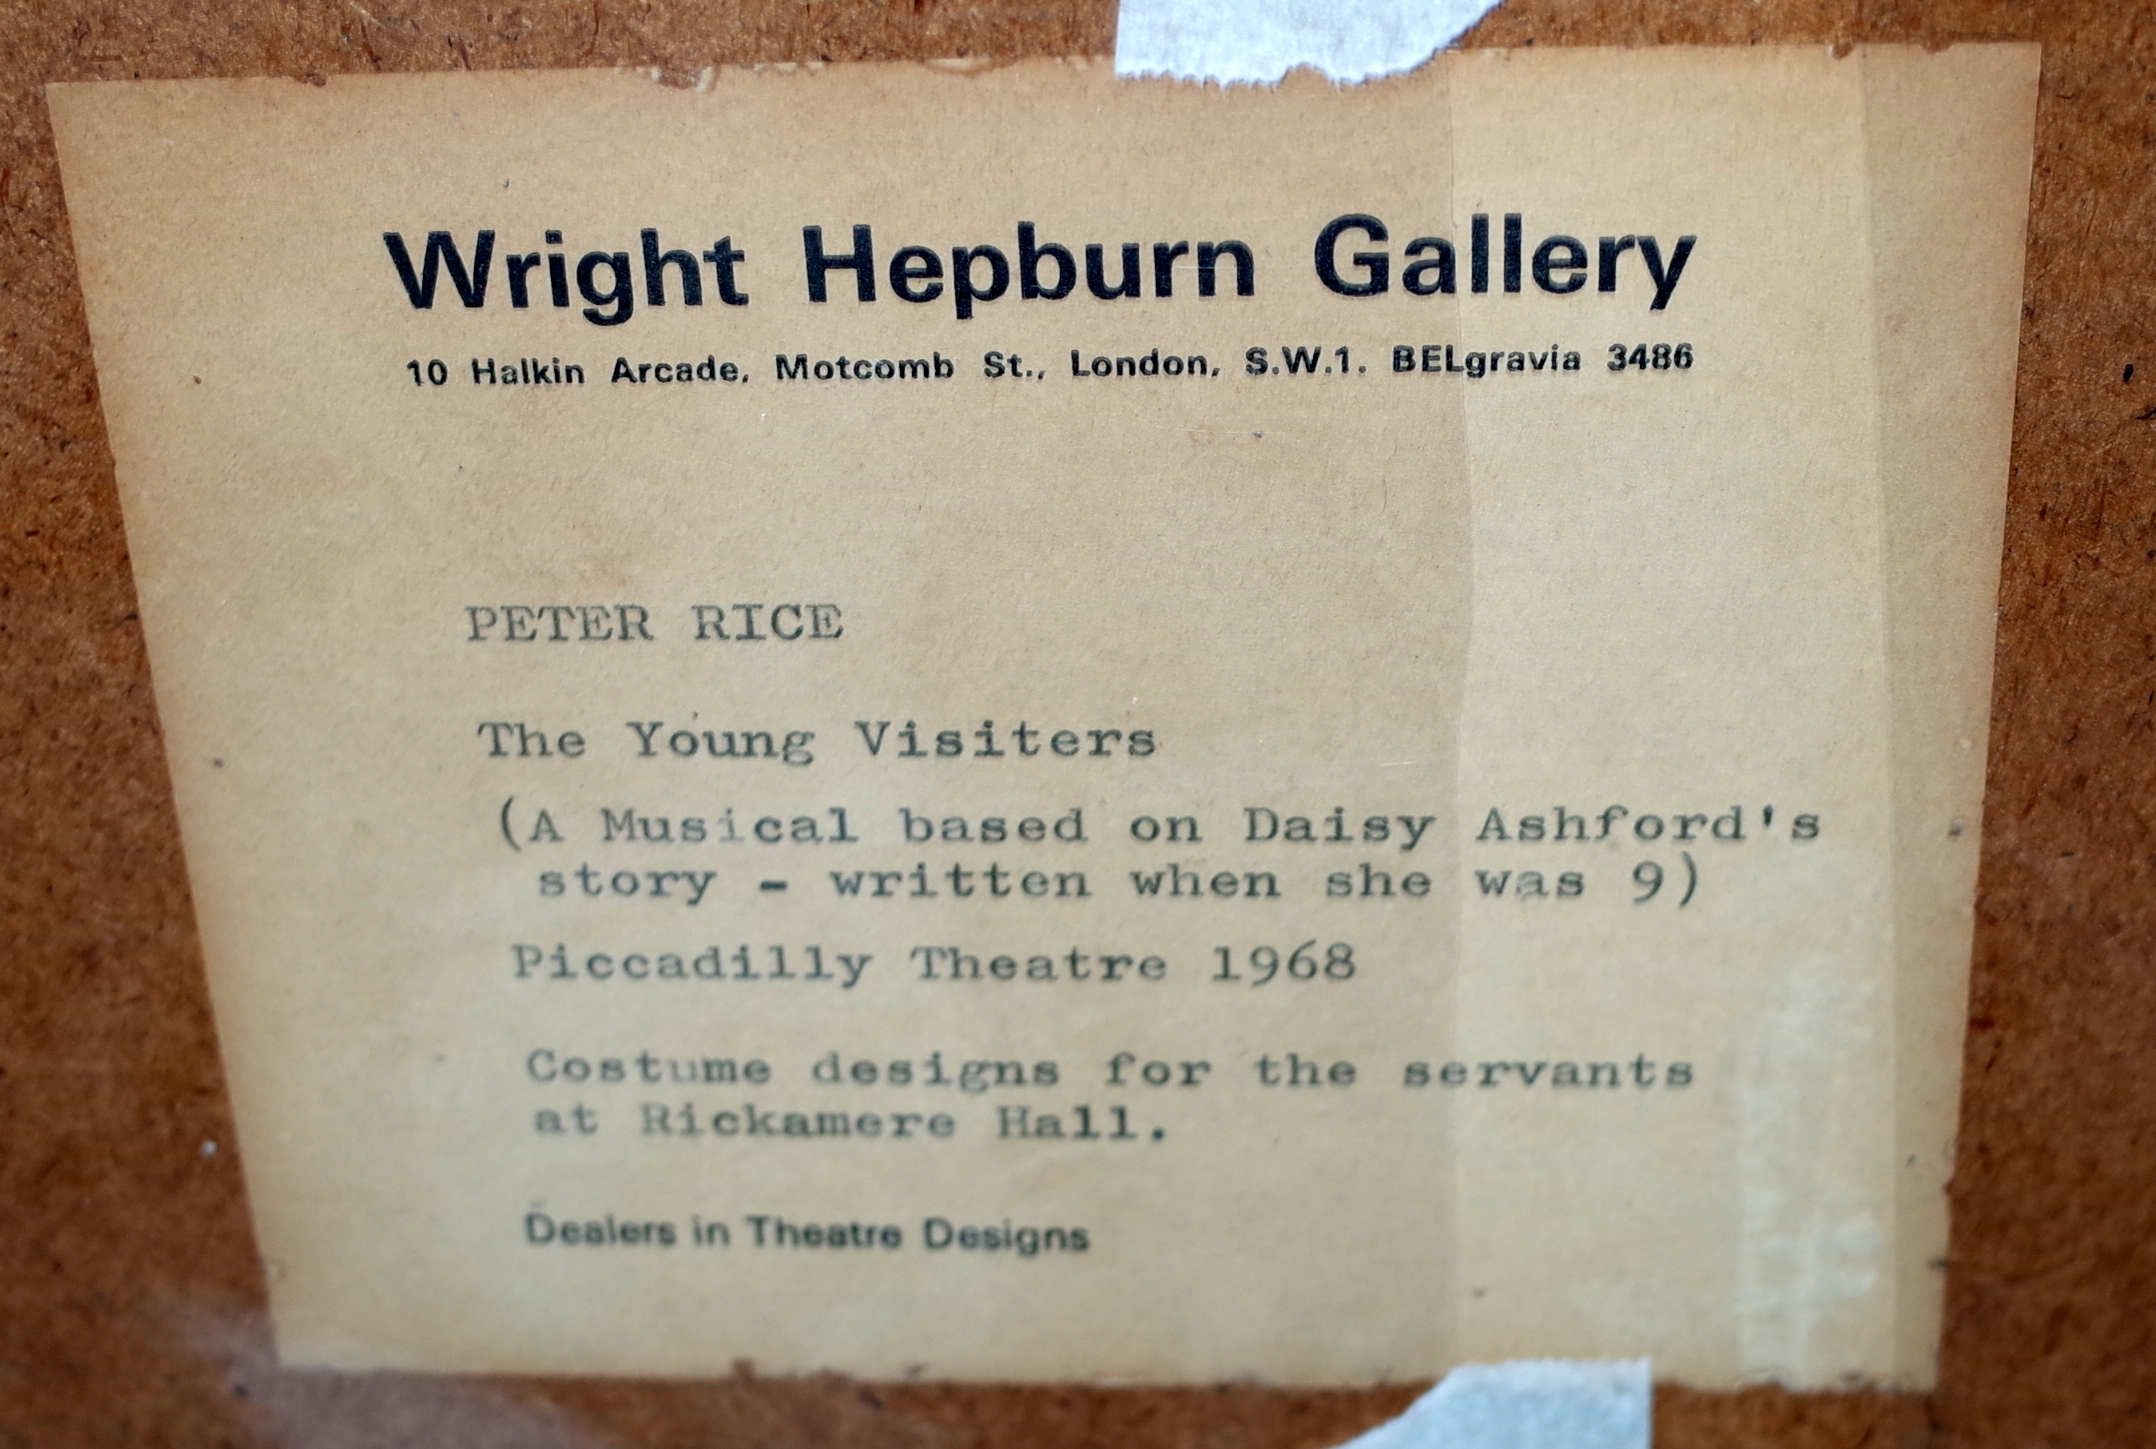 Wright Hepburn Gallery
10 Halkin Arcade, Motcomb St., London, S.W.1. BELgravia 3486
PETER RICE
The Young Visiters
(A Musical based on Daisy Ashford's
story - written when she was 9)
Piccadilly Theatre 1968
Costume designs for the servants
at Rickamere Hall.
Dealers in Theatre Designs